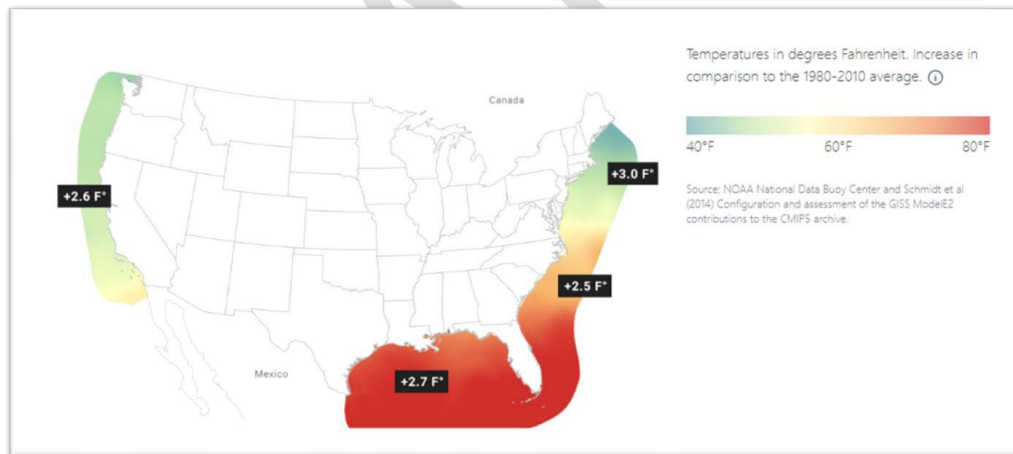 Temperatures in degrees Fahrenheit. Increase in
comparison to the 1980-2010 average. ⓘ
40°F 60°F 80°F
Source: NOAA National Data Buoy Center and Schmidt et al
(2014) Configuration and assessment of the GISS ModelE2
contributions to the CMIP5 archive.
Canada
+3.0 F°
+2.6 F°
+2.5 F°
Mexico
+2.7 F°